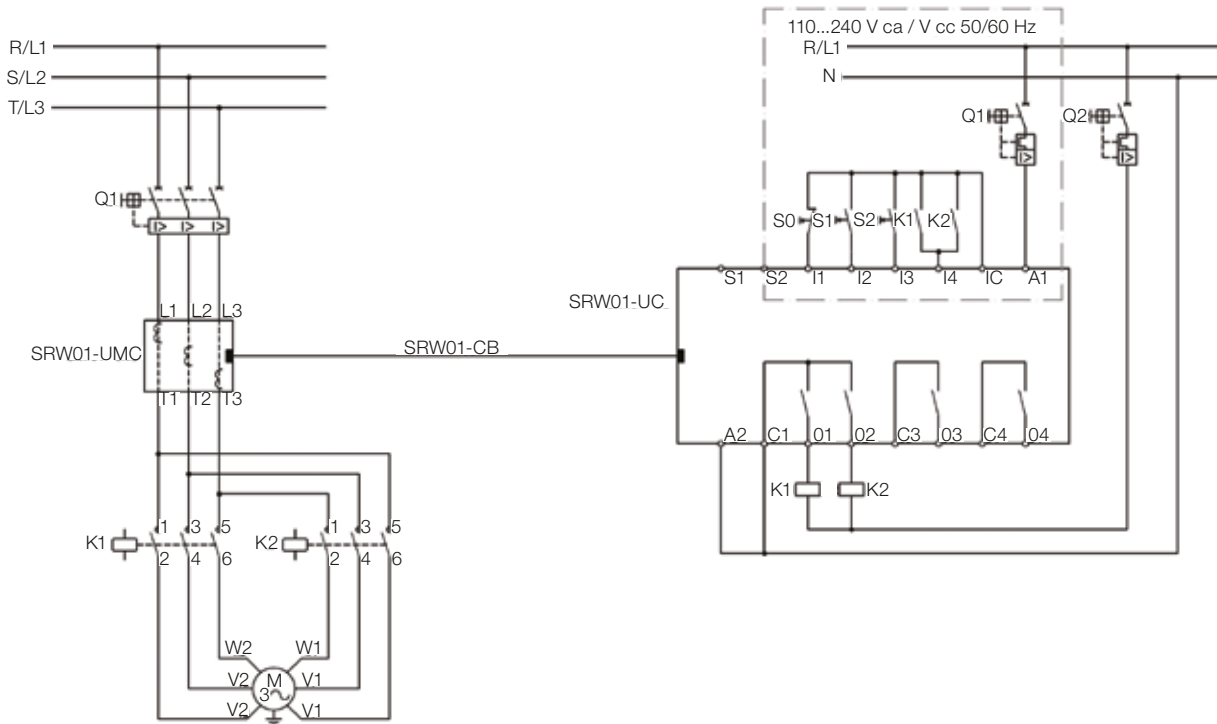 110...240 V ca / V cc 50/60 Hz
R/L1
S/L2
T/L3
R/L1
N
Q1
Q2
Q1
S0
S1
S2
K1
K2
S1
S2
I1
I2
I3
I4
IC
A1
SRW01-UC
L1
L2
L3
SRW01-UMC
SRW01-CB
T1
T2
T3
A2
C1
01
02
C3
03
C4
04
K1
K2
K1
1
3
5
2
4
6
K2
1
3
5
2
4
6
W2
W1
M
3
V2
V1
V2
V1